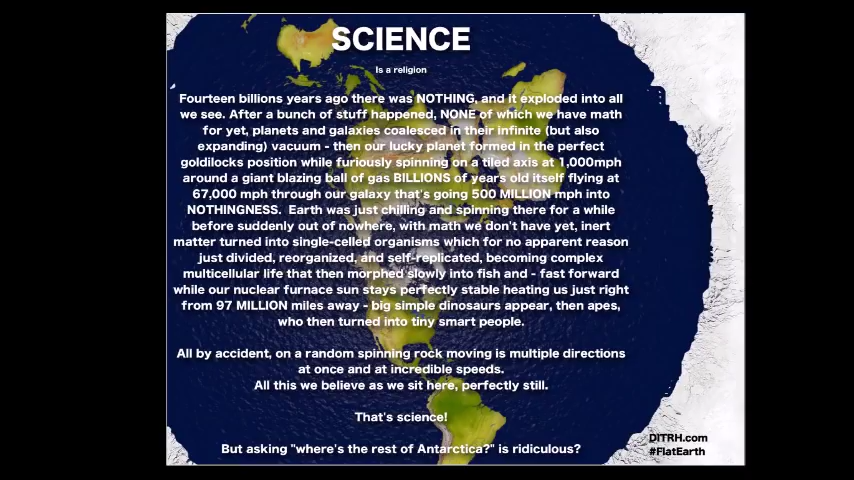 SCIENCE
Is a religion
Fourteen billions years ago there was NOTHING, and it exploded into all
we see. After a bunch of stuff happened, NONE of which we have math
for yet, planets and galaxies coalesced in their infinite (but also
expanding) vacuum - then our lucky planet formed in the perfect
goldilocks position while furiously spinning on a tiled axis at 1,000mph
around a giant blazing ball of gas BILLIONS of years old itself flying at
67,000 mph through our galaxy that's going 500 MILLION mph into
NOTHINGNESS. Earth was just chilling and spinning there for a while
before suddenly out of nowhere, with math we don't have yet, inert
matter turned into single-celled organisms which for no apparent reason
just divided, reorganized, and self-replicated, becoming complex
multicellular life that then morphed slowly into fish and - fast forward
while our nuclear furnace sun stays perfectly stable heating us just right
from 97 MILLION miles away - big simple dinosaurs appear, then apes,
who then turned into tiny smart people.
All by accident, on a random spinning rock moving is multiple directions
at once and at incredible speeds.
All this we believe as we sit here, perfectly still.
That's science!
But asking "where's the rest of Antarctica?" is ridiculous?
DITRH.com
#FlatEarth